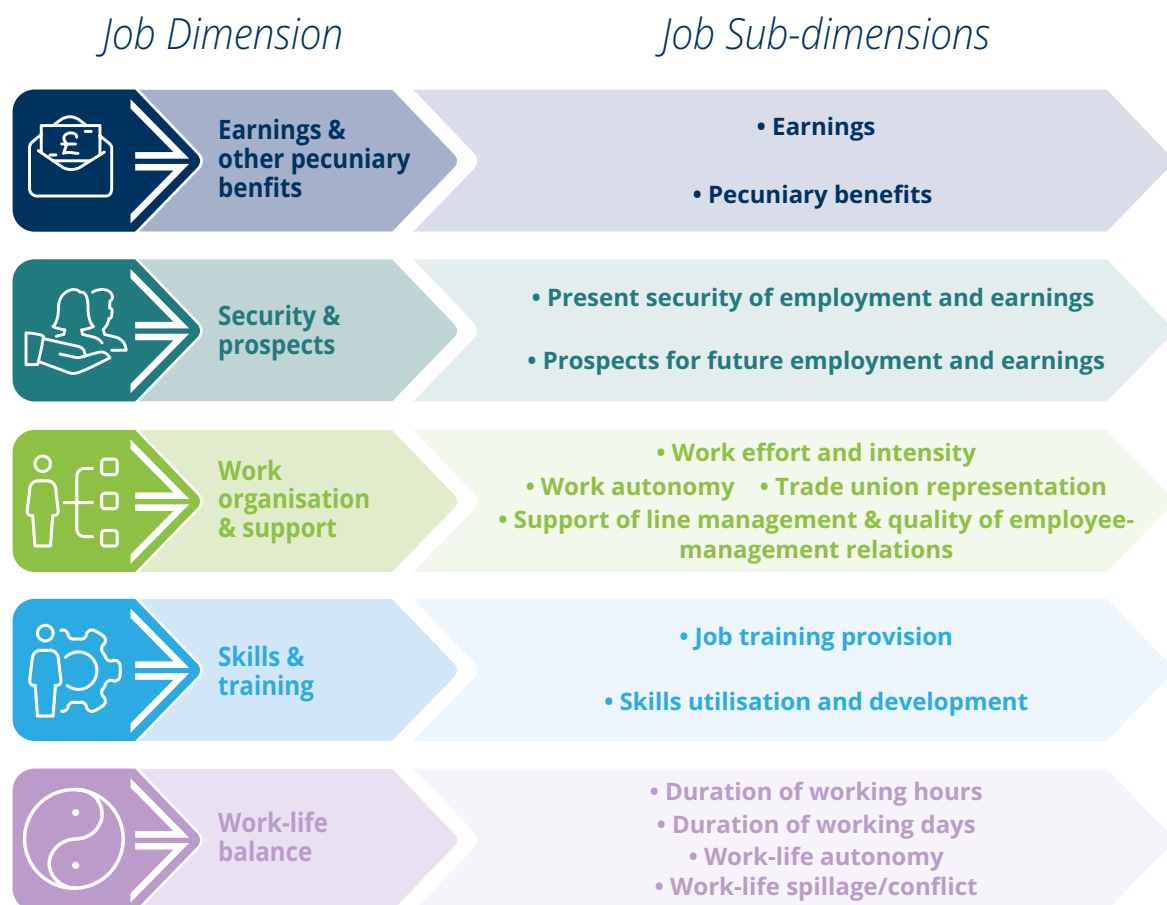 Job Dimension
Job Sub-dimensions
£
Earnings &
other pecuniary
benfits
• Earnings
• Pecuniary benefits
Security &
prospects
• Present security of employment and earnings
• Prospects for future employment and earnings
Work
organisation
& support
• Work effort and intensity
• Work autonomy • Trade union representation
• Support of line management & quality of employee-
management relations
Skills &
training
• Job training provision
• Skills utilisation and development
Work-life
balance
• Duration of working hours
• Duration of working days
• Work-life autonomy
• Work-life spillage/conflict